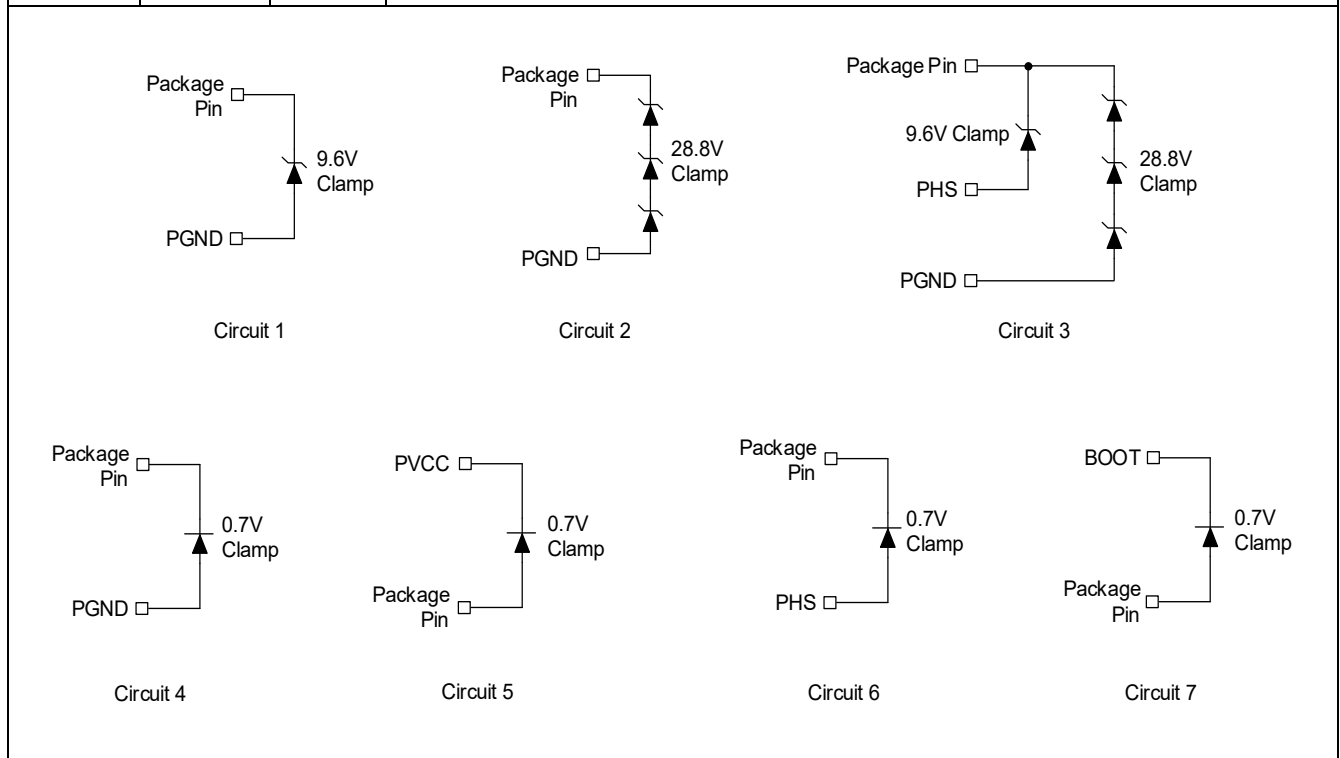 Package
Pin
9.6V
Clamp
PGND
Circuit 1
Package
Pin
28.8V
Clamp
PGND
Circuit 2
Package Pin
9.6V Clamp
PHS
28.8V
Clamp
PGND
Circuit 3
Package
Pin
0.7V
Clamp
PGND
Circuit 4
PVCC
0.7V
Clamp
Package
Pin
Circuit 5
Package
Pin
0.7V
Clamp
PHS
Circuit 6
BOOT
0.7V
Clamp
Package
Pin
Circuit 7